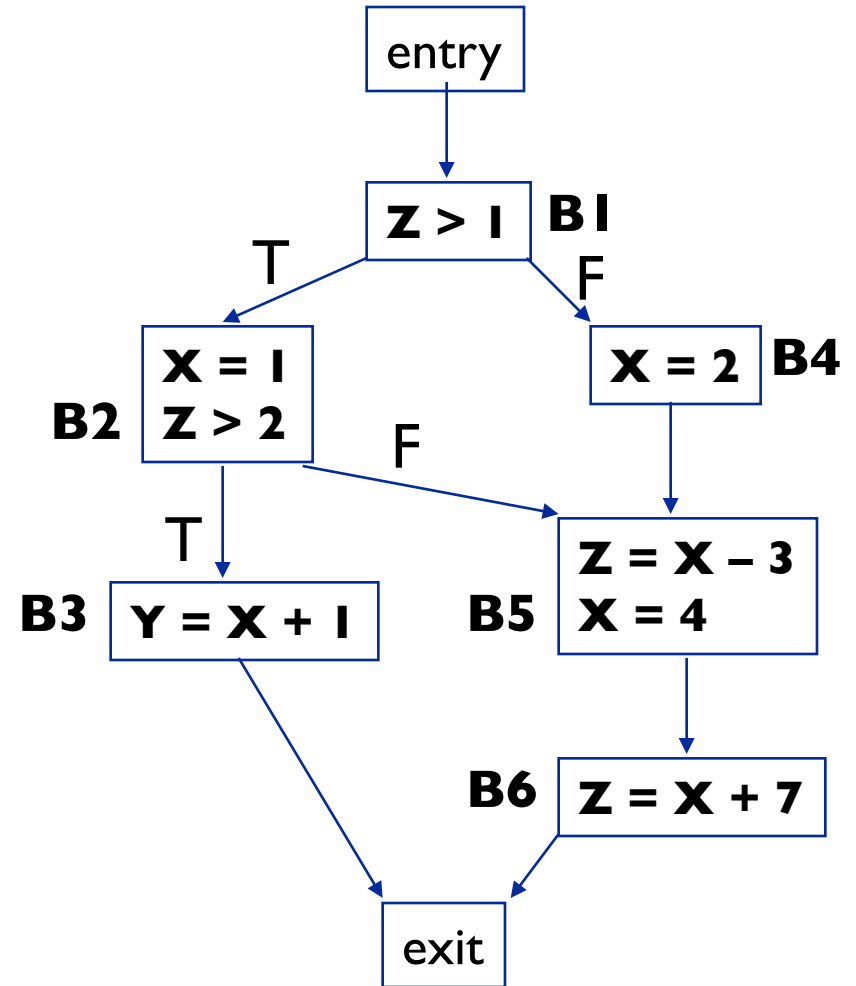 entry
Z > 1
B1
T
F
X = 1
Z > 2
B2
X = 2
B4
F
T
B3
Y = X + 1
Z = X – 3
X = 4
B5
B6
Z = X + 7
exit